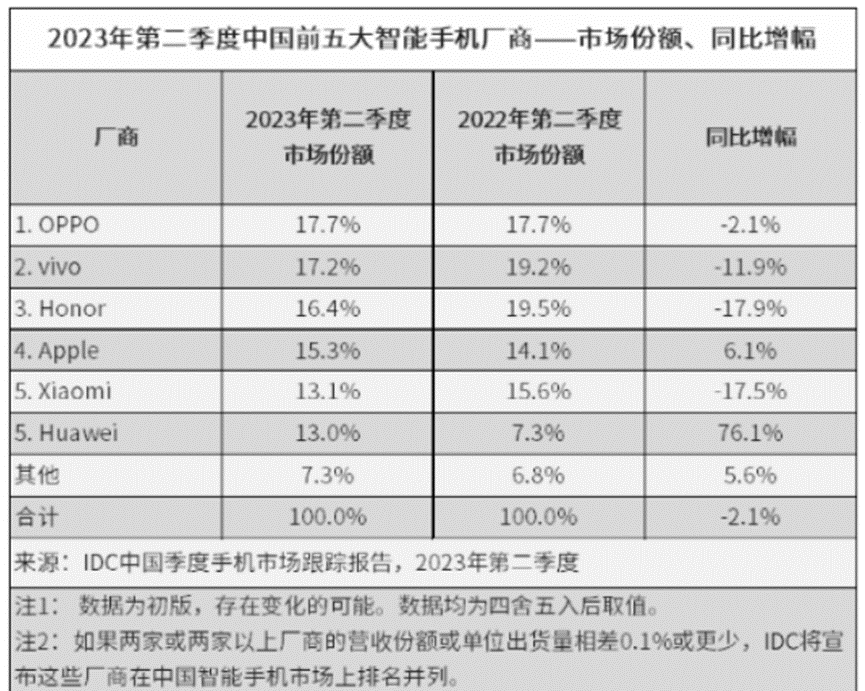 2023年第二季度中国前五大智能手机厂商——市场份额、同比增幅
厂商 2023年第二季度市场份额 2022年第二季度市场份额 同比增幅
1. OPPO 17.7% 17.7% -2.1%
2. vivo 17.2% 19.2% -11.9%
3. Honor 16.4% 19.5% -17.9%
4. Apple 15.3% 14.1% 6.1%
5. Xiaomi 13.1% 15.6% -17.5%
5. Huawei 13.0% 7.3% 76.1%
其他 7.3% 6.8% 5.6%
合计 100.0% 100.0% -2.1%
来源：IDC中国季度手机市场跟踪报告，2023年第二季度
注1： 数据为初版，存在变化的可能。数据均为四舍五入后取值。
注2：如果两家或两家以上厂商的营收份额或单位出货量相差0.1%或更少，IDC将宣
布这些厂商在中国智能手机市场上排名并列。